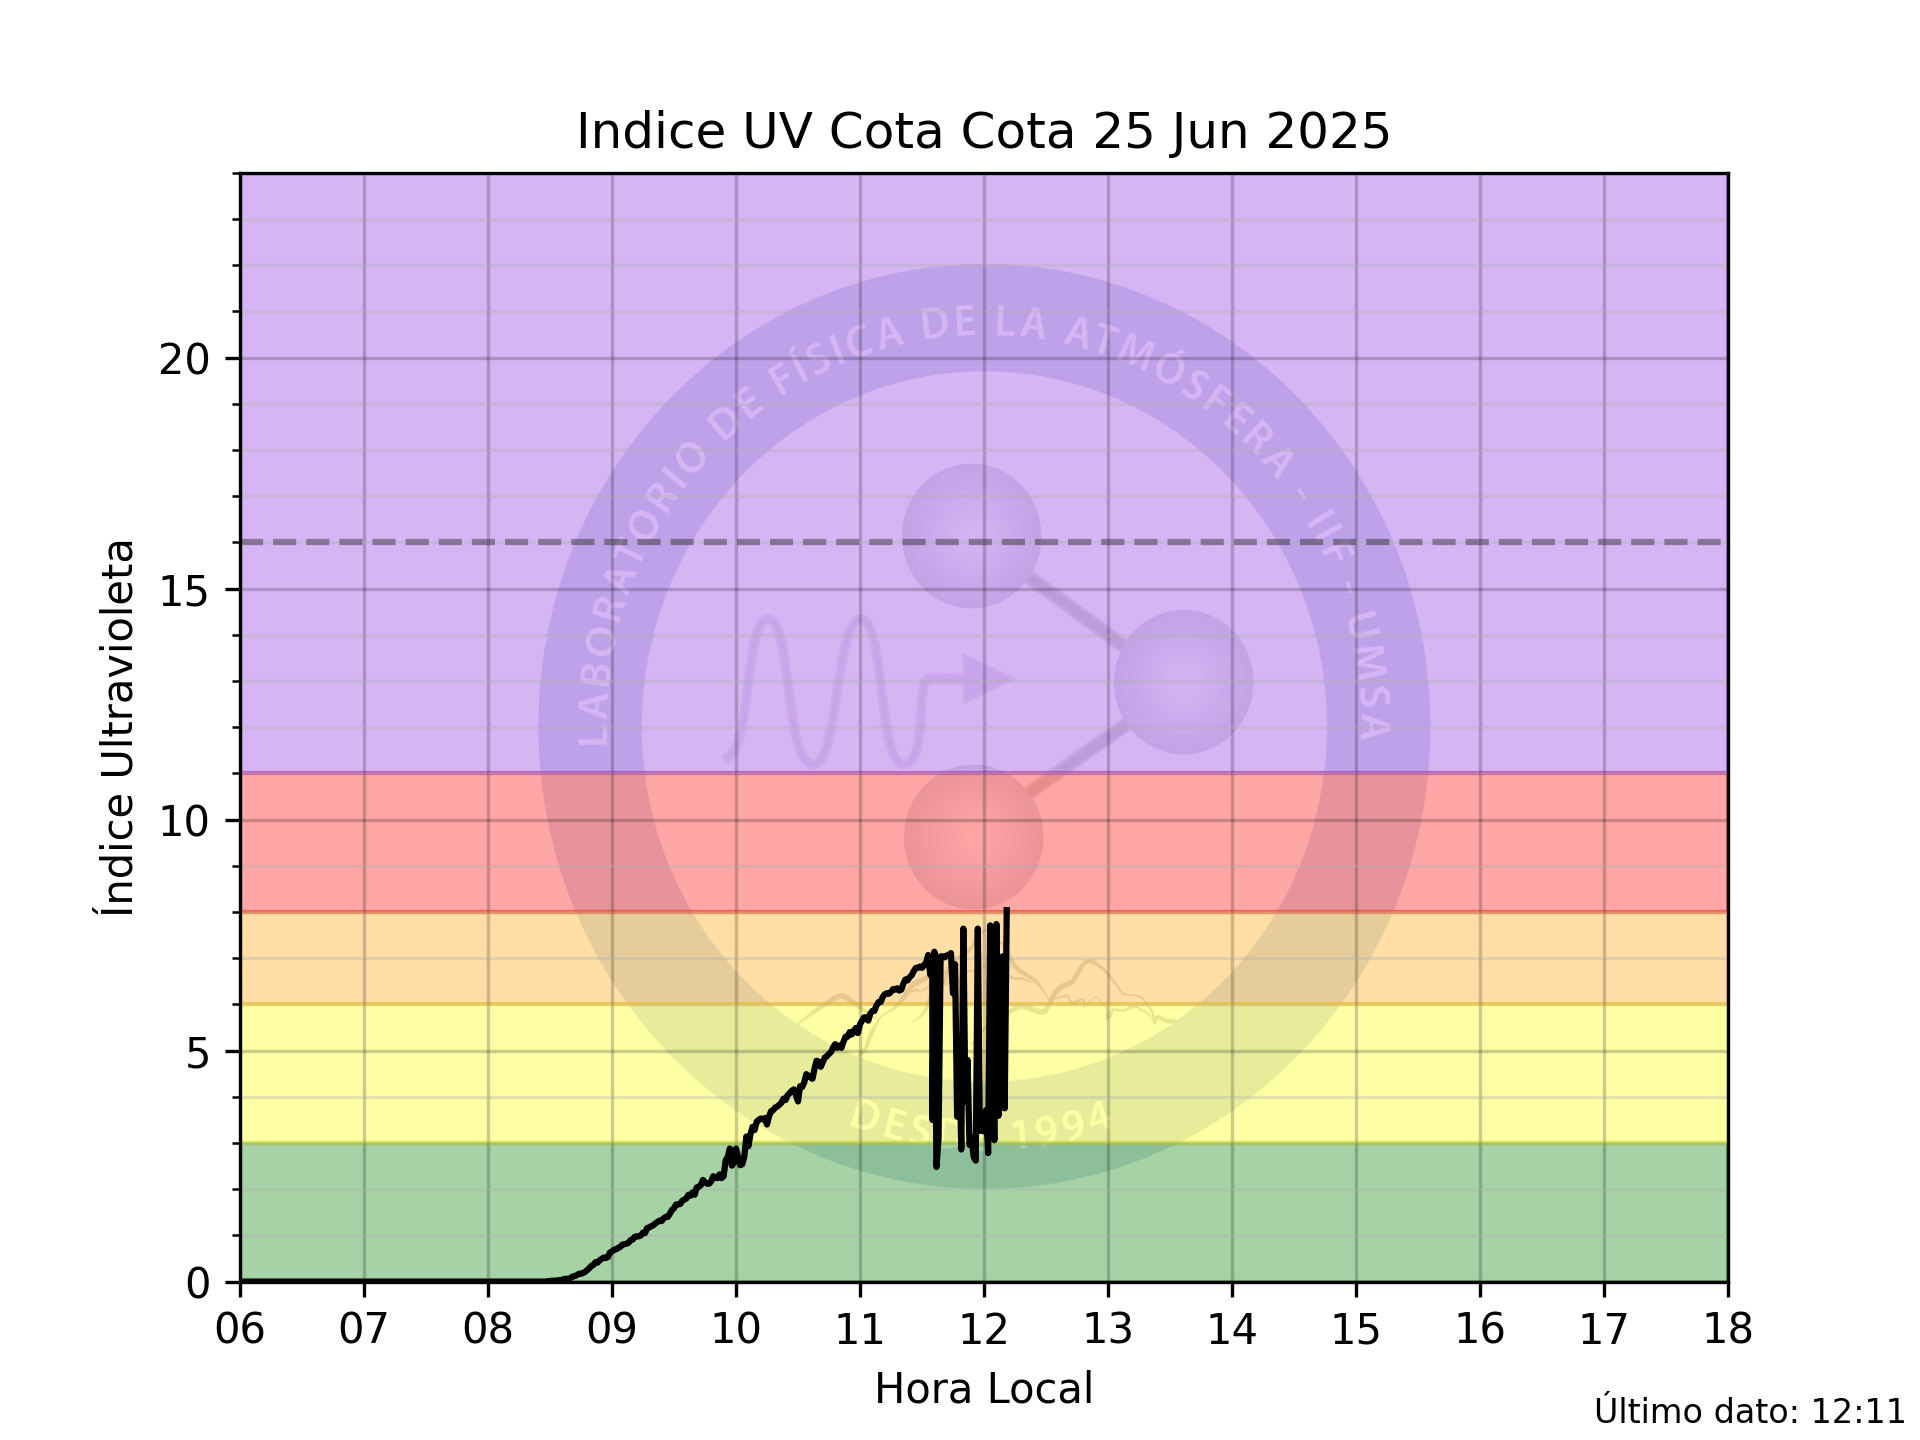 Indice UV Cota Cota 25 Jun 2025
Índice Ultravioleta
20
15
10
5
0
LABORATORIO DE FÍSICA DE LA ATMÓSFERA - IIF - UMSA
DESDE 1994
06 07 08 09 10 11 12 13 14 15 16 17 18
Hora Local
Último dato: 12:11